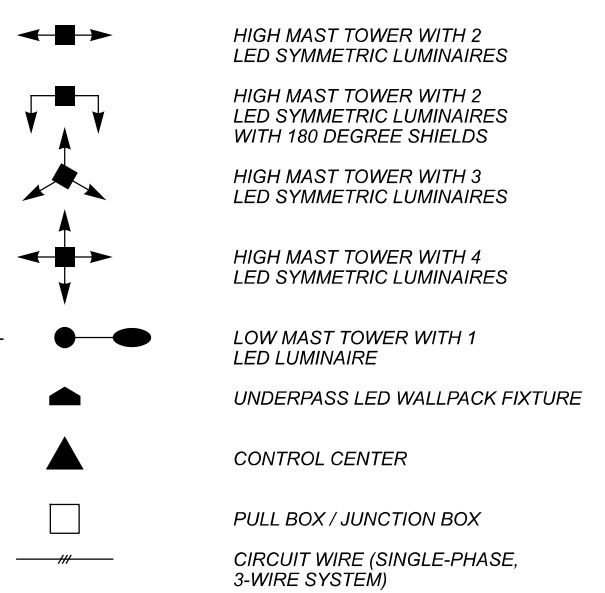 HIGH MAST TOWER WITH 2
LED SYMMETRIC LUMINAIRES
HIGH MAST TOWER WITH 2
LED SYMMETRIC LUMINAIRES
WITH 180 DEGREE SHIELDS
HIGH MAST TOWER WITH 3
LED SYMMETRIC LUMINAIRES
HIGH MAST TOWER WITH 4
LED SYMMETRIC LUMINAIRES
LOW MAST TOWER WITH 1
LED LUMINAIRE
UNDERPASS LED WALLPACK FIXTURE
CONTROL CENTER
PULL BOX / JUNCTION BOX
CIRCUIT WIRE (SINGLE-PHASE,
3-WIRE SYSTEM)